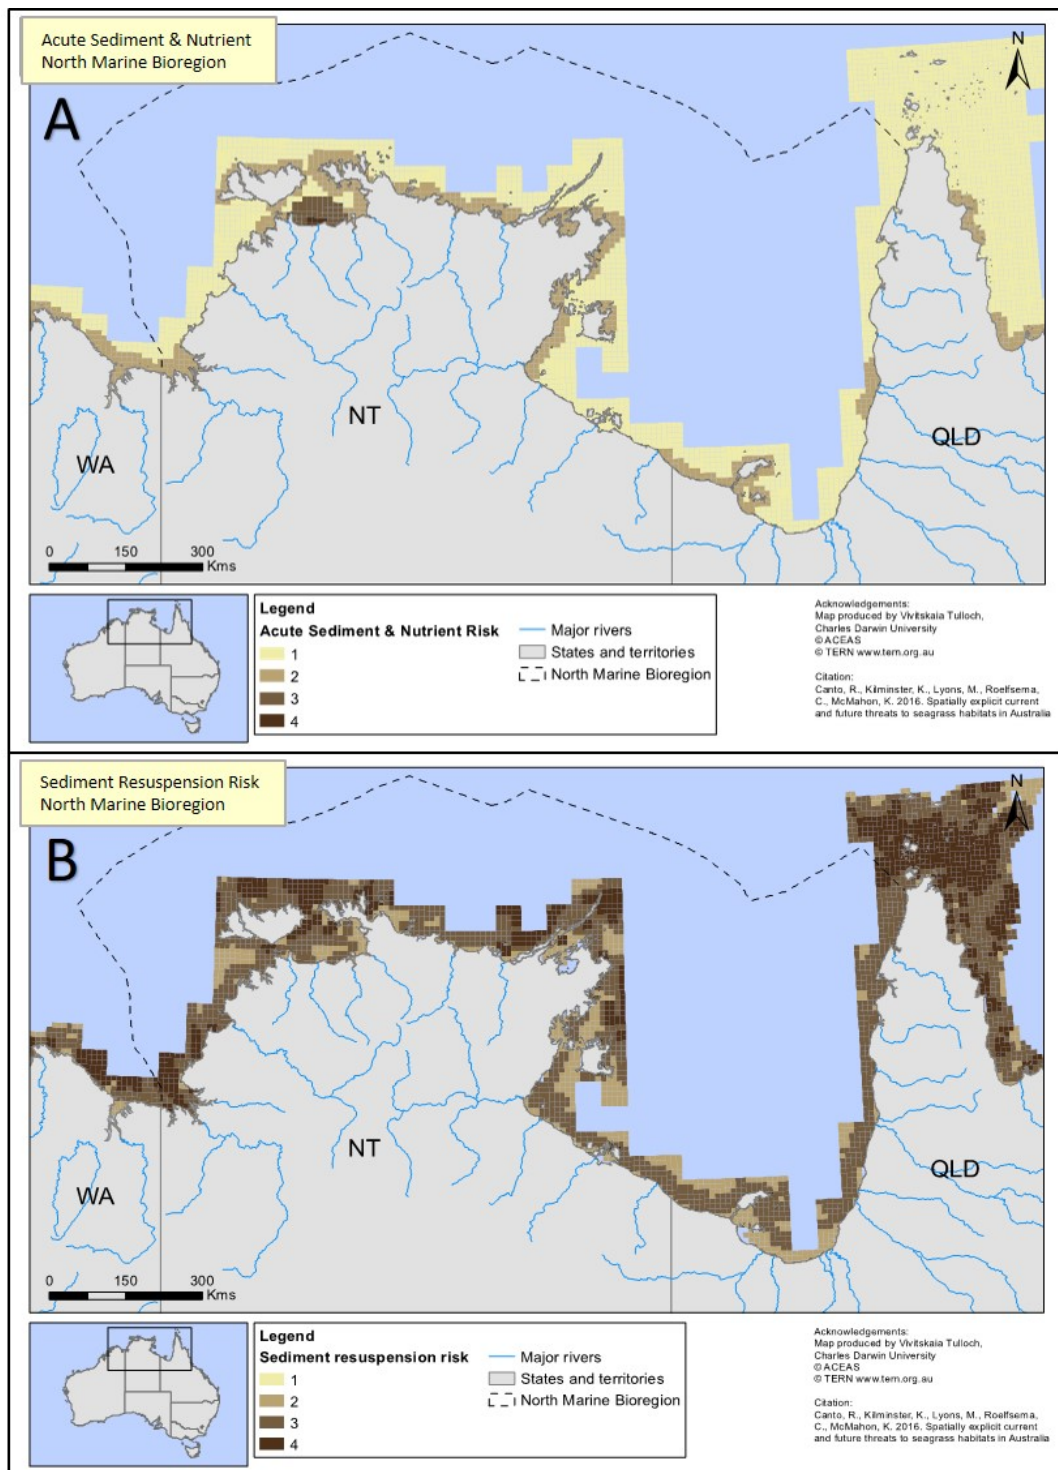 Acute Sediment & Nutrient
North Marine Bioregion
N
A
NT
WA
QLD
0 150 300
Kms
Legend
Acute Sediment & Nutrient Risk
1
2
3
4
Major rivers
States and territories
North Marine Bioregion
Acknowledgements:
Map produced by Vivitskaia Tulloch,
Charles Darwin University
© ACEAS
© TERN www.tern.org.au
Citation:
Canto, R., Kilminster, K., Lyons, M., Roelfsema,
C., McMahon, K. 2016. Spatially explicit current
and future threats to seagrass habitats in Australia
Sediment Resuspension Risk
North Marine Bioregion
N
B
NT
WA
QLD
0 150 300
Kms
Legend
Sediment resuspension risk
1
2
3
4
Major rivers
States and territories
North Marine Bioregion
Acknowledgements:
Map produced by Vivitskaia Tulloch,
Charles Darwin University
© ACEAS
© TERN www.tern.org.au
Citation:
Canto, R., Kilminster, K., Lyons, M., Roelfsema,
C., McMahon, K. 2016. Spatially explicit current
and future threats to seagrass habitats in Australia